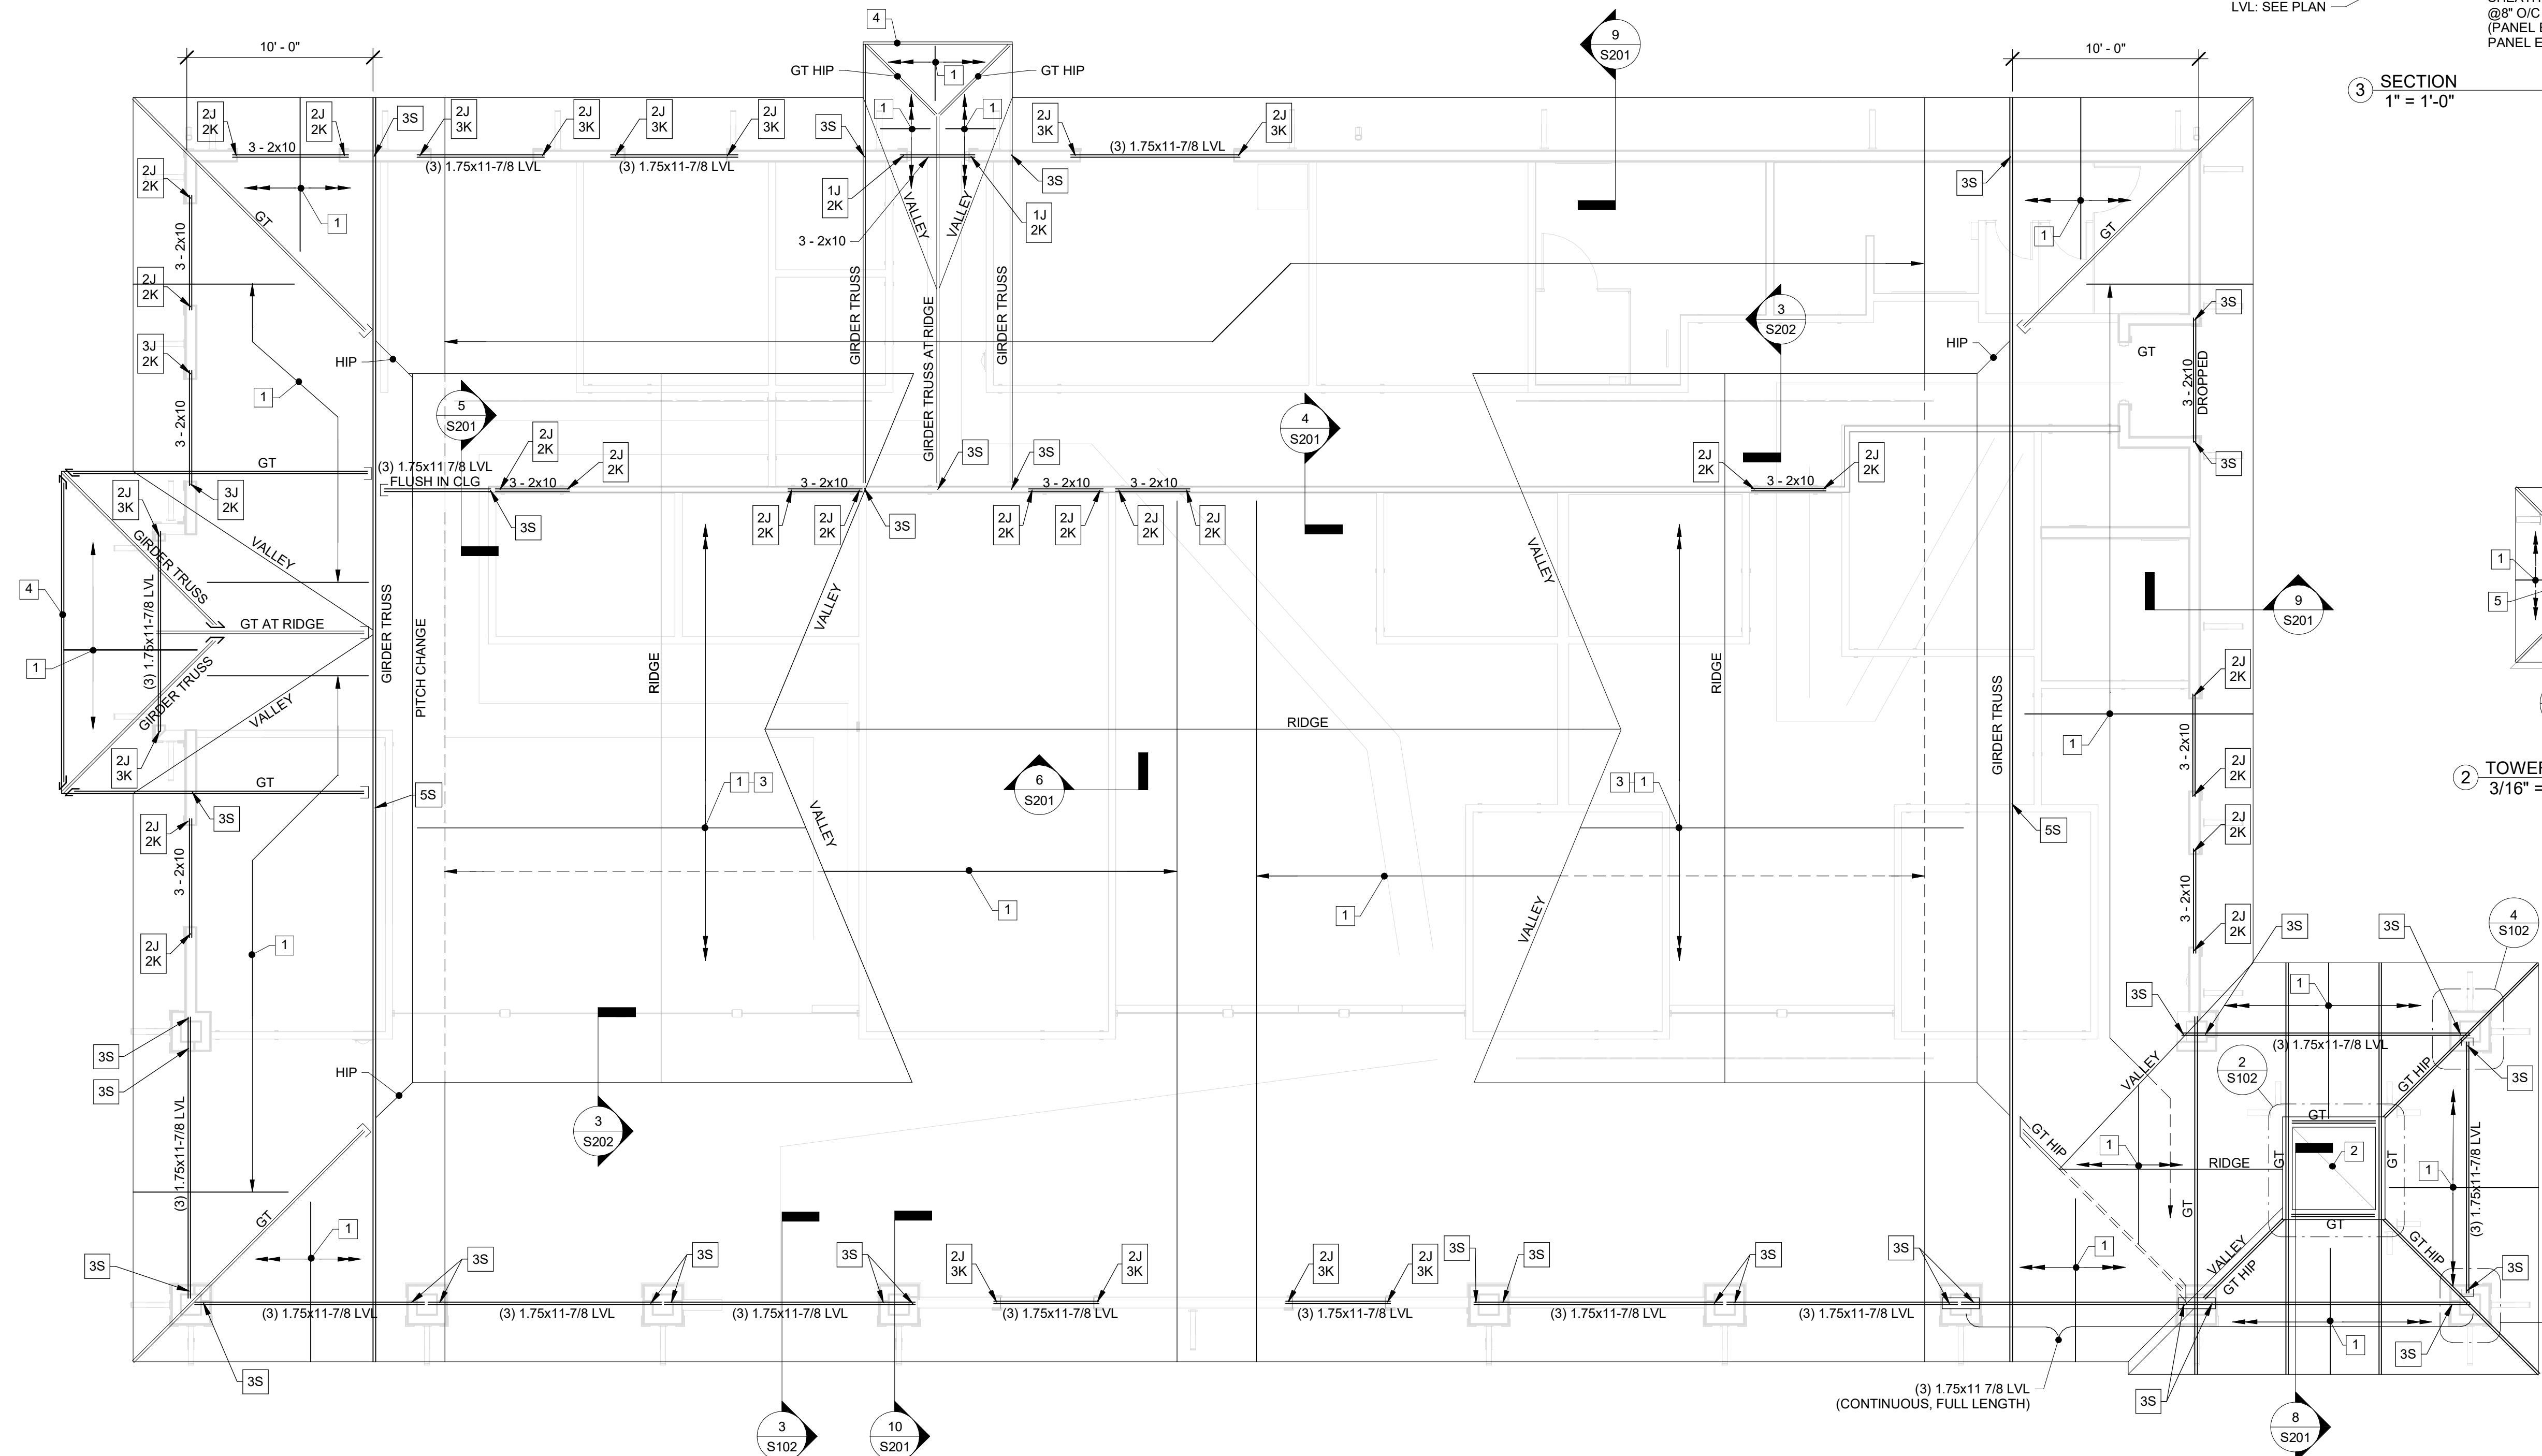 4
9
S201
LVL: SEE PLAN
@8" O/C
(PANEL E
PANEL E
10' - 0"
10' - 0"
GT HIP
1
GT HIP
3 SECTION
1" = 1'-0"
2J
2K
2J
2K
3S
2J
3K
2J
3K
2J
3K
2J
3K
3S
1
1
2J
3K
2J
3K
3 - 2x10
(3) 1.75x11-7/8 LVL
(3) 1.75x11-7/8 LVL
(3) 1.75x11-7/8 LVL
2J
2K
1J
2K
VALLEY
VALLEY
3S
3S
1J
2K
3 - 2x10
GT
1
3 - 2x10
1
GT
2J
2K
GIRDER TRUSS
GIRDER TRUSS AT RIDGE
GIRDER TRUSS
3
S202
3S
3J
2K
HIP
HIP
GT
3 - 2x10
DROPPED
1
3 - 2x10
5
S201
4
S201
2J
2K
2J
2K
3S
3S
2J
2K
2J
2K
3S
GT
(3) 1.75x11 7/8 LVL
FLUSH IN CLG
3 - 2x10
3 - 2x10
3 - 2x10
3 - 2x10
3 - 2x10
2J
3K
3J
2K
3S
2J
2K
2J
2K
3S
2J
2K
2J
2K
2J
2K
GIRDER TRUSS
VALLEY
VALLEY
VALLEY
1
4
5
(3) 1.75x11-7/8 LVL
GT AT RIDGE
GIRDER TRUSS
PITCH CHANGE
RIDGE
RIDGE
9
S201
1
GIRDER TRUSS
VALLEY
2J
2K
RIDGE
GIRDER TRUSS
1
3 - 2x10
2J
3K
2J
2K
2 TOWER
3/16" =
GT
1
3
6
S201
3
1
5S
3S
VALLEY
5S
2J
2K
2J
2K
3 - 2x10
1
1
3 - 2x10
VALLEY
2J
2K
1
2J
2K
3S
3S
4
S102
1
3S
3S
3S
(3) 1.75x11-7/8 LVL
HIP
2
S102
VALLEY
GT HIP
3S
3
S202
(3) 1.75x11-7/8 LVL
GT HIP
GT
1
RIDGE
GT
2
GT
1
(3) 1.75x11-7/8 LVL
GT
1
GT
GT
3S
3S
3S
3S
2J
3K
2J
3K
2J
3K
2J
3K
3S
3S
3S
3S
1
VALLEY
GT HIP
GT HIP
3S
(3) 1.75x11-7/8 LVL
(3) 1.75x11-7/8 LVL
(3) 1.75x11-7/8 LVL
(3) 1.75x11-7/8 LVL
(3) 1.75x11-7/8 LVL
(3) 1.75x11-7/8 LVL
(3) 1.75x11-7/8 LVL
1
3S
3S
(3) 1.75x11 7/8 LVL
(CONTINUOUS, FULL LENGTH)
3S
3
S102
10
S201
8
S201